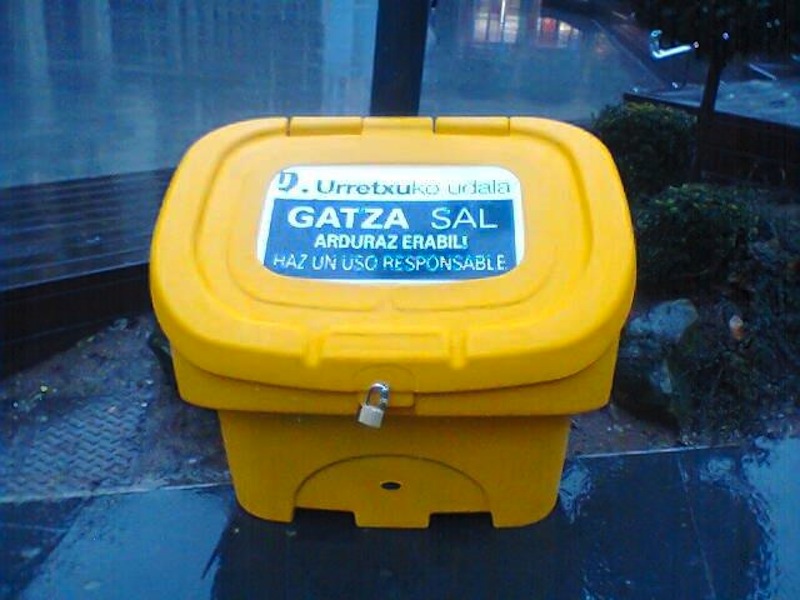 Urretxuko udala
GATZA SAL
ARDURAZ ERABILI
HAZ UN USO RESPONSABLE